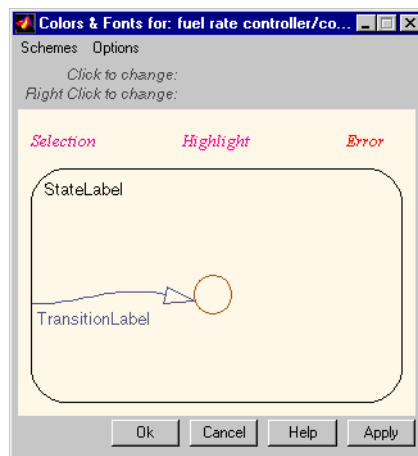 Colors & Fonts for: fuel rate controller/co...
Schemes Options
Click to change:
Right Click to change:
Selection Highlight Error
StateLabel
TransitionLabel
Ok Cancel Help Apply